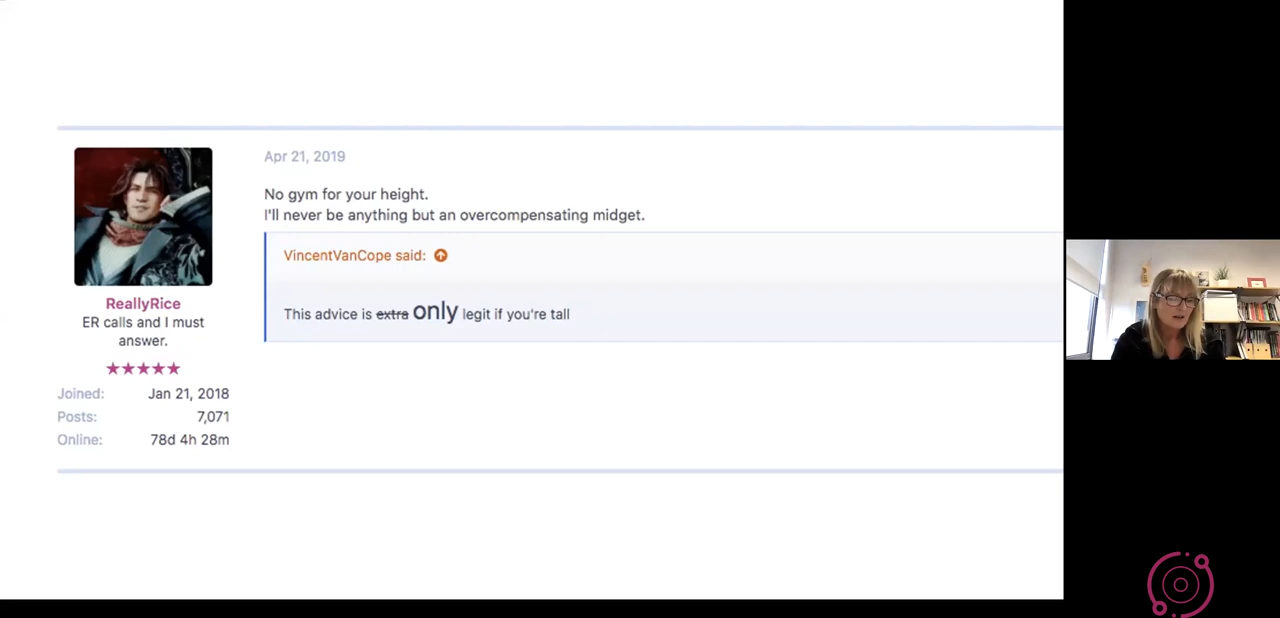 Apr 21, 2019
No gym for your height.
I'll never be anything but an overcompensating midget.
VincentVanCope said:
This advice is extra only legit if you're tall
ReallyRice
ER calls and I must
answer.
Joined: Jan 21, 2018
Posts: 7,071
Online: 78d 4h 28m